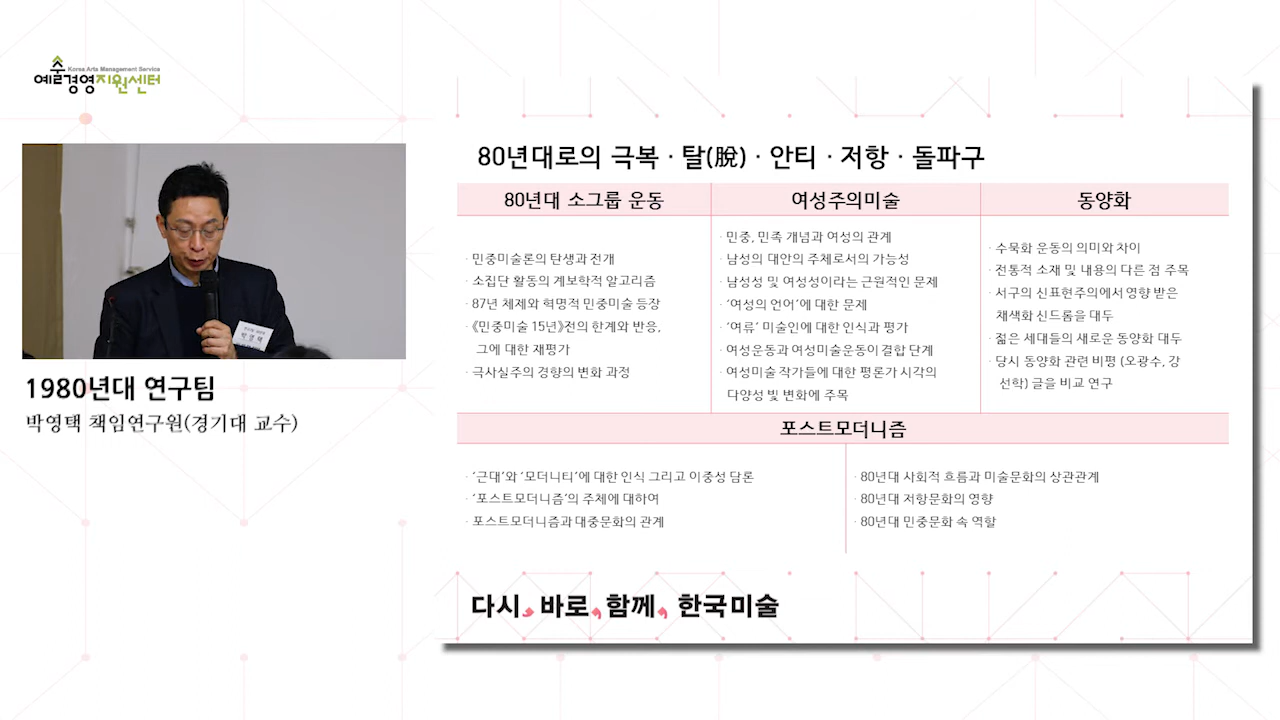 Korea Arts Management Service
예술경영지원센터
80년대로의 극복 · 탈(脫) · 안티 · 저항 · 돌파구
80년대 소그룹 운동
· 민중미술론의 탄생과 전개
· 소집단 활동의 계보학적 알고리즘
· 87년 체제와 혁명적 민중미술 등장
· 《민중미술 15년》전의 한계와 반응,
그에 대한 재평가
· 극사실주의 경향의 변화 과정
여성주의미술
· 민중, 민족 개념과 여성의 관계
· 남성의 대안의 주체로서의 가능성
· 남성성 및 여성성이라는 근원적인 문제
· ‘여성의 언어’에 대한 문제
· ‘여류’ 미술인에 대한 인식과 평가
· 여성운동과 여성미술운동이 결합 단계
· 여성미술 작가들에 대한 평론가 시각의
다양성 빛 변화에 주목
동양화
· 수묵화 운동의 의미와 차이
· 전통적 소재 및 내용의 다른 점 주목
· 서구의 신표현주의에서 영향 받은
채색화 신드롬을 대두
· 젊은 세대들의 새로운 동양화 대두
· 당시 동양화 관련 비평 (오광수, 강
선학) 글을 비교 연구
포스트모더니즘
· ‘근대’와 ‘모더니티’에 대한 인식 그리고 이중성 담론
· ‘포스트모더니즘‘의 주체에 대하여
· 포스트모더니즘과 대중문화의 관계
· 80년대 사회적 흐름과 미술문화의 상관관계
· 80년대 저항문화의 영향
· 80년대 민중문화 속 역할
다시, 바로, 함께, 한국미술
박영택
1980년대 연구팀
박영택 책임연구원(경기대 교수)